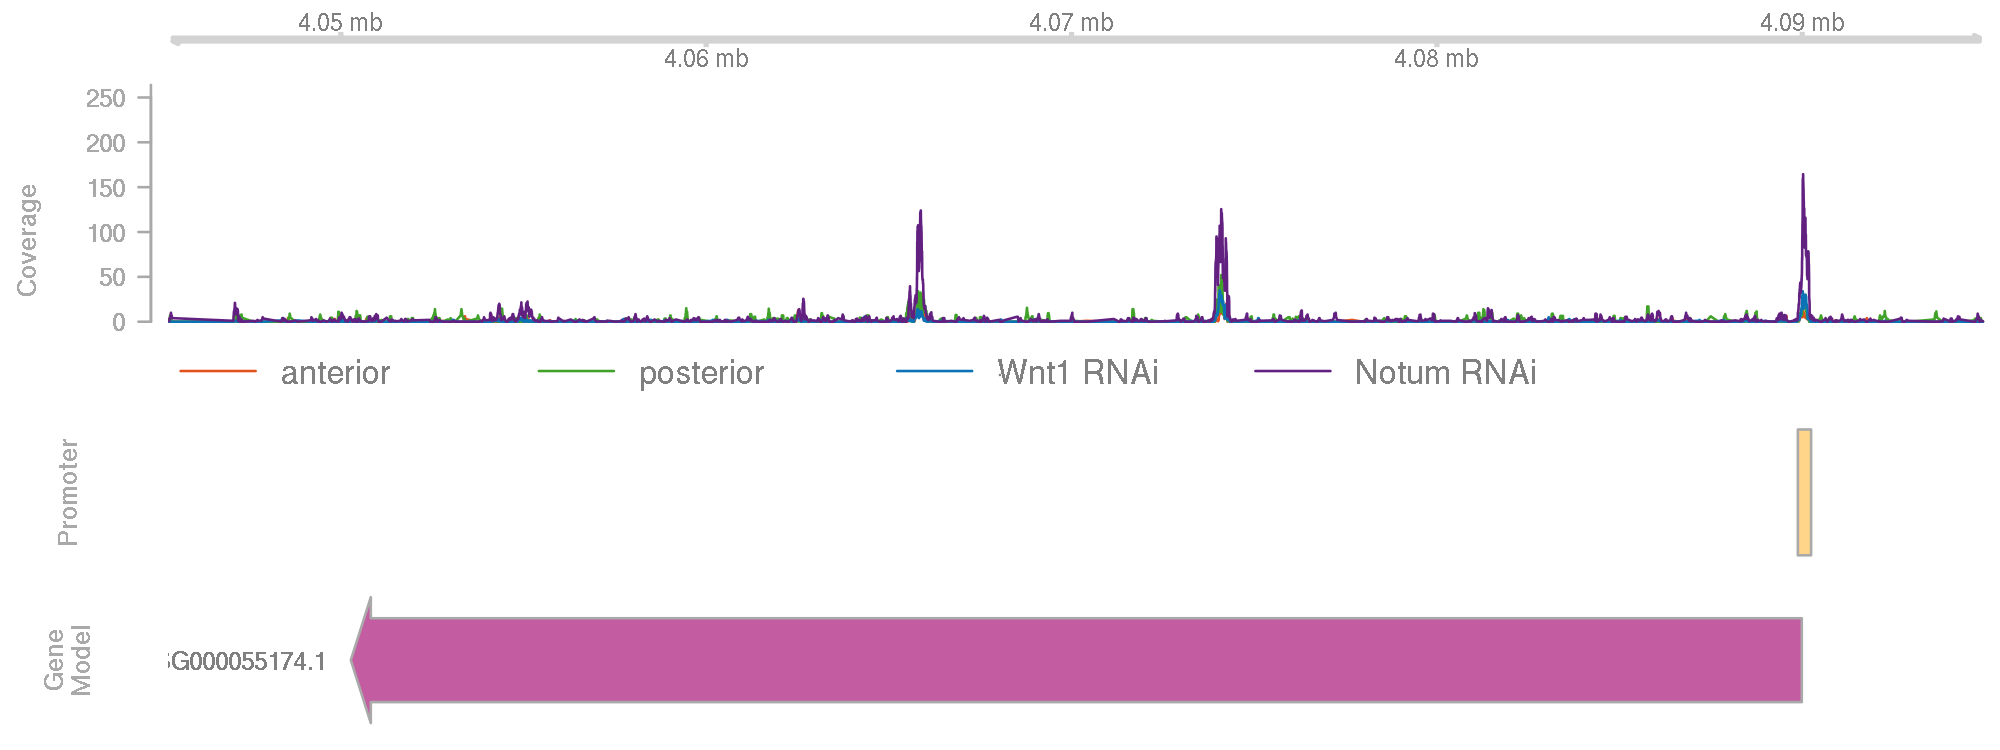 4.05 mb 4.07 mb 4.09 mb
4.06 mb 4.08 mb
250
200
150
100
50
0
Coverage
anterior posterior Wnt1 RNAi Notum RNAi
Promoter
Gene
Model
G000055174.1